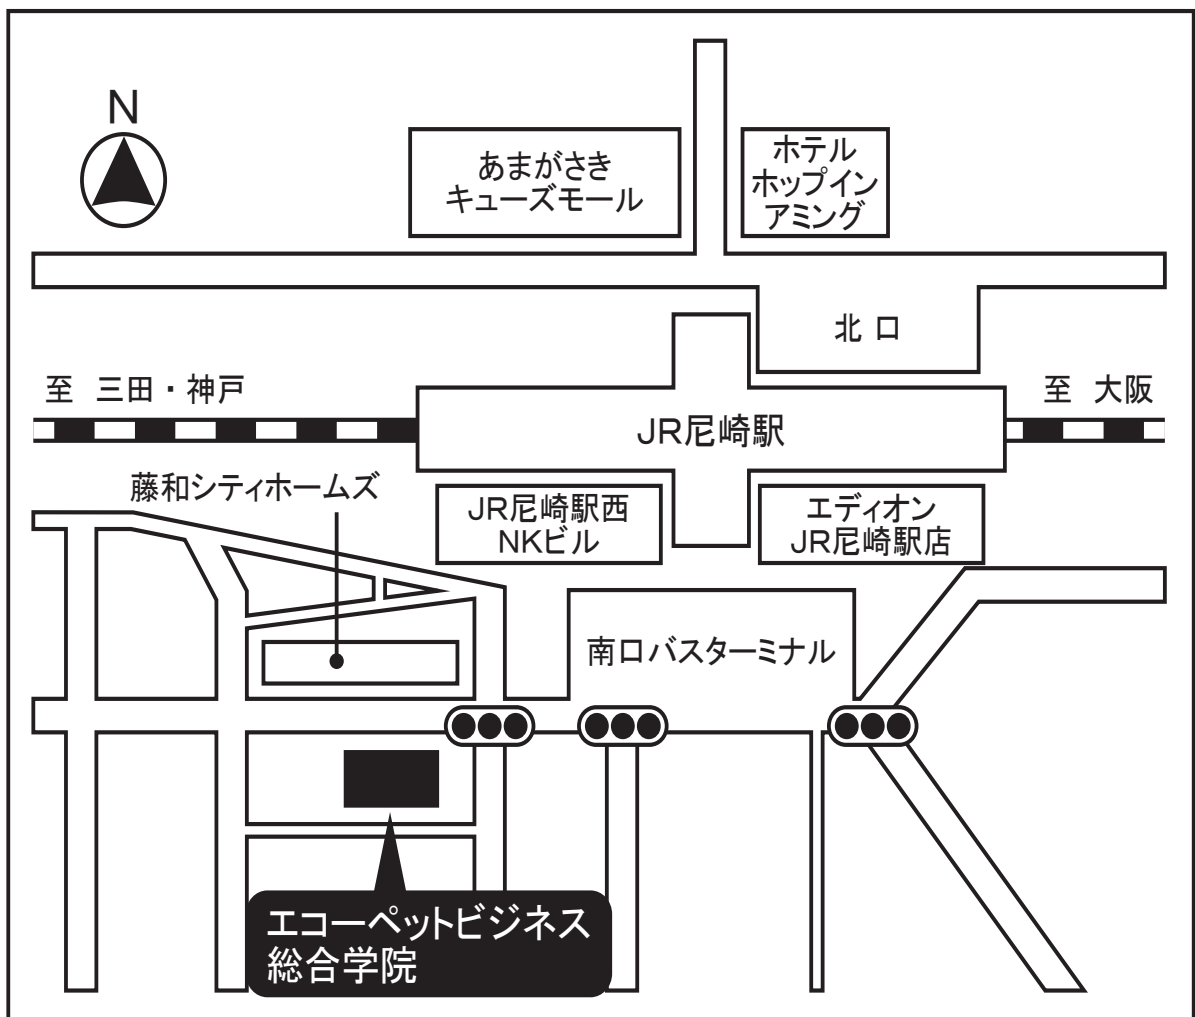 N
あまがさき
キューズモール
ホテル
ホップイン
アミング
北 口
至 三田・神戸
至 大阪
JR尼崎駅
藤和シティホームズ
JR尼崎駅西
NKビル
エディオン
JR尼崎駅店
南口バスターミナル
エコーペットビジネス
総合学院